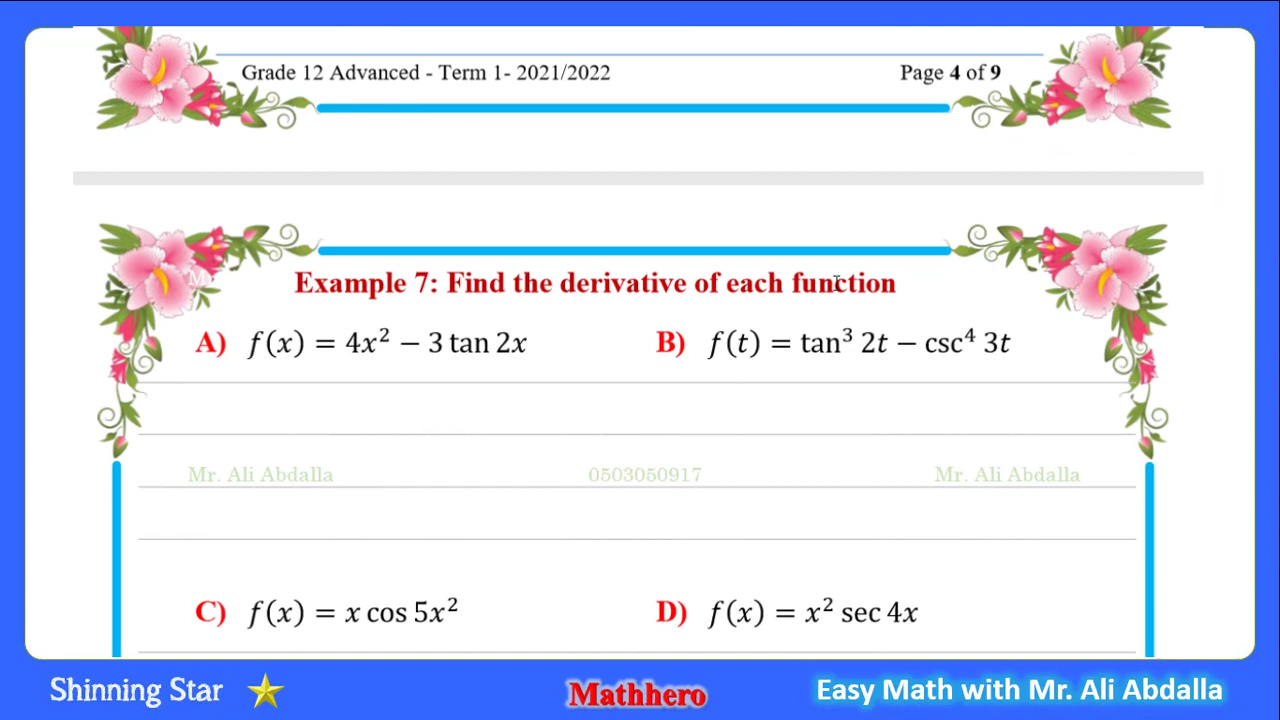 Grade 12 Advanced - Term 1- 2021/2022 Page 4 of 9
Example 7: Find the derivative of each function
A) f(x) = 4x² − 3 tan 2x B) f(t) = tan³ 2t − csc⁴ 3t
Mr. Ali Abdalla 0503050917 Mr. Ali Abdalla
C) f(x) = x cos 5x² D) f(x) = x² sec 4x
Shinning Star Mathhero Easy Math with Mr. Ali Abdalla